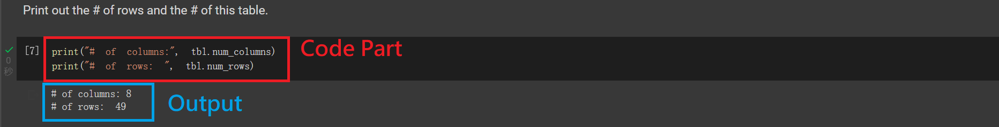 Print out the # of rows and the # of this table.
[7]
print("# of columns:", tbl.num_columns)
Code Part
0
print("# of rows: ", tbl.num_rows)
秒
# of columns: 8
# of rows:  49
Output